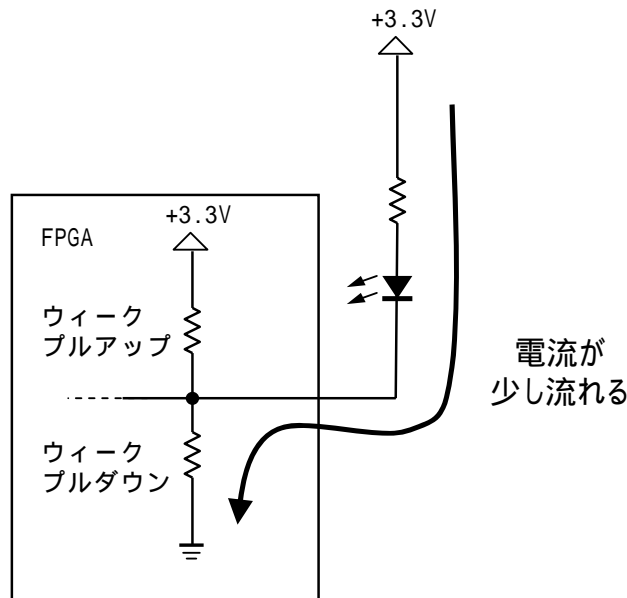 +3.3V
+3.3V
FPGA
ウィーク
プルアップ
電流が
少し流れる
ウィーク
プルダウン